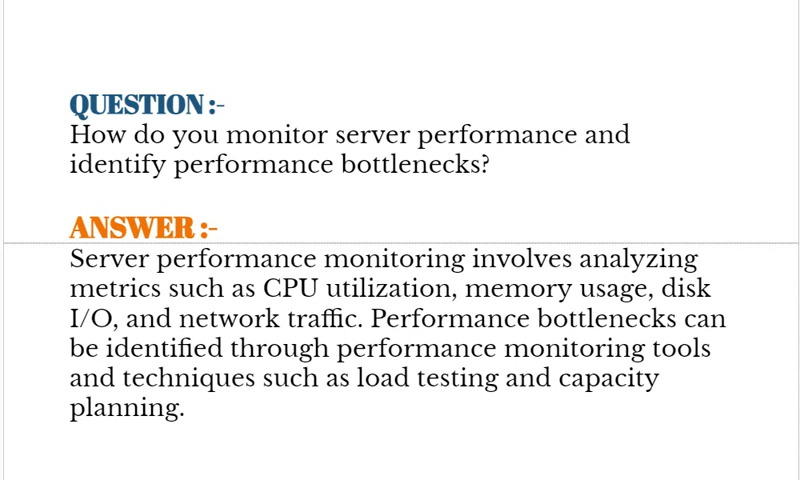 QUESTION :-
How do you monitor server performance and
identify performance bottlenecks?
ANSWER :-
Server performance monitoring involves analyzing
metrics such as CPU utilization, memory usage, disk
I/O, and network traffic. Performance bottlenecks can
be identified through performance monitoring tools
and techniques such as load testing and capacity
planning.